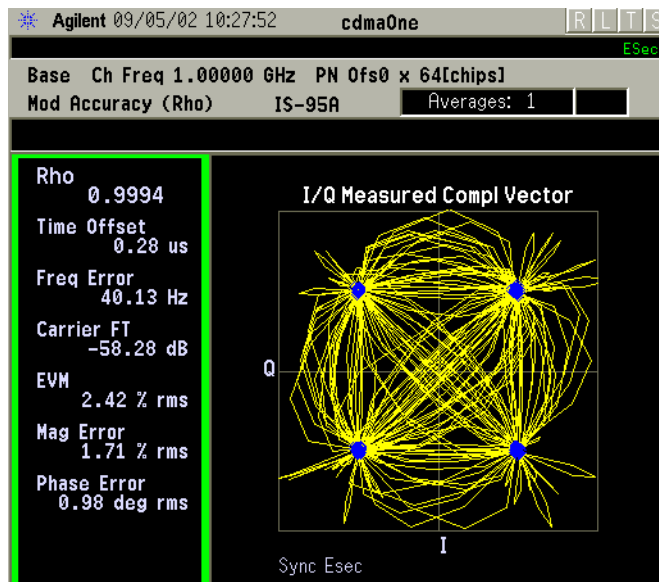 Agilent 09/05/02 10:27:52 cdmaOne R L T S
ESec
Base Ch Freq 1.00000 GHz PN Ofs0 x 64[chips]
Mod Accuracy (Rho) IS-95A Averages: 1
Rho
0.9994
Time Offset
0.28 us
Freq Error
40.13 Hz
Carrier FT
-58.28 dB
EVM
2.42 % rms
Mag Error
1.71 % rms
Phase Error
0.98 deg rms
I/Q Measured Compl Vector
Q
I
Sync Esec